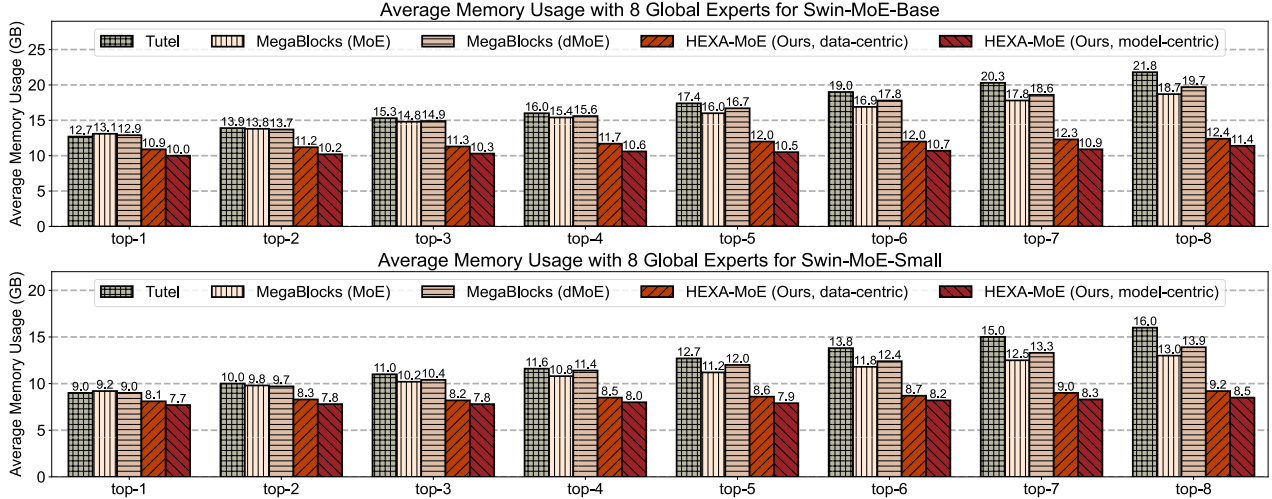 Average Memory Usage with 8 Global Experts for Swin-MoE-Base
Average Memory Usage (GB)
25
20
15
10
5
0
Tutel MegaBlocks (MoE) MegaBlocks (dMoE) HEXA-MoE (Ours, data-centric) HEXA-MoE (Ours, model-centric)
12.7 13.1 12.9 10.9 10.0
13.9 13.8 13.7 11.2 10.2
15.3 14.8 14.9 11.3 10.3
16.0 15.4 15.6 11.7 10.6
17.4 16.0 16.7 12.0 10.5
19.0 16.9 17.8 12.0 10.7
20.3 17.8 18.6 12.3 10.9
21.8 18.7 19.7 12.4 11.4
top-1 top-2 top-3 top-4 top-5 top-6 top-7 top-8
Average Memory Usage with 8 Global Experts for Swin-MoE-Small
Average Memory Usage (GB)
20
15
10
5
0
Tutel MegaBlocks (MoE) MegaBlocks (dMoE) HEXA-MoE (Ours, data-centric) HEXA-MoE (Ours, model-centric)
9.0 9.2 9.0 8.1 7.7
10.0 9.8 9.7 8.3 7.8
11.0 10.2 10.4 8.2 7.8
11.6 10.8 11.4 8.5 8.0
12.7 11.2 12.0 8.6 7.9
13.8 11.8 12.4 8.7 8.2
15.0 12.5 13.3 9.0 8.3
16.0 13.0 13.9 9.2 8.5
top-1 top-2 top-3 top-4 top-5 top-6 top-7 top-8